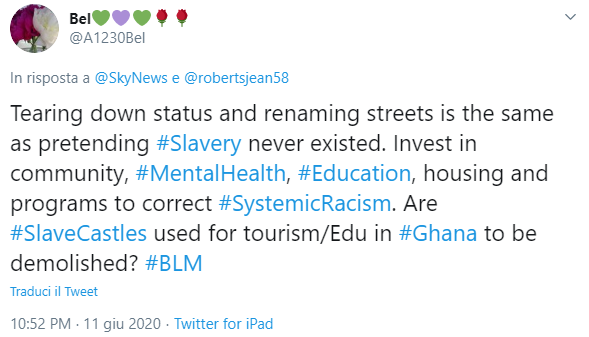 Bel💚💜💚🌹🌹
@A1230Bel
In risposta a @SkyNews e @robertsjean58
Tearing down status and renaming streets is the same
as pretending #Slavery never existed. Invest in
community, #MentalHealth, #Education, housing and
programs to correct #SystemicRacism. Are
#SlaveCastles used for tourism/Edu in #Ghana to be
demolished? #BLM
Traduci il Tweet
10:52 PM · 11 giu 2020 · Twitter for iPad